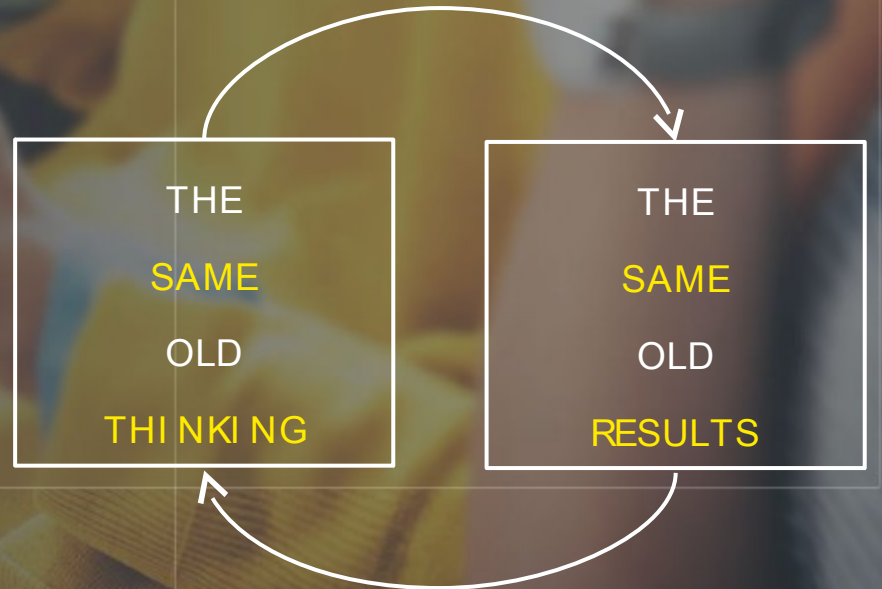 THE
SAME
OLD
THINKING
THE
SAME
OLD
RESULTS